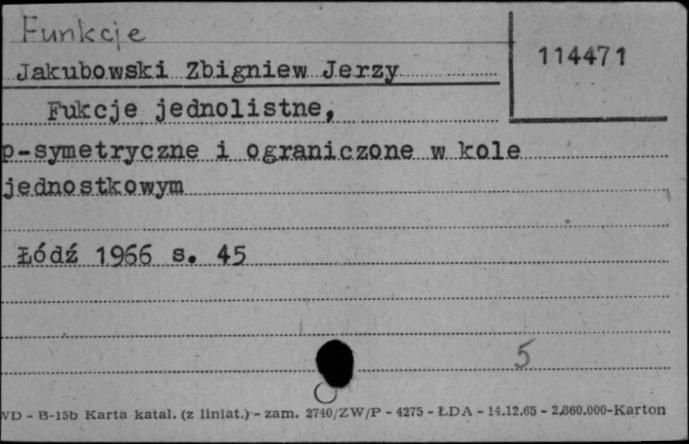 Funkcje
114471
Jakubowski Zbigniew Jerzy
Fukcje jednolistne,
p-symetryczne i ograniczone w kole
jednostkowym
Łódź 1966 s. 45
5
VD - B-15b Karta katal. (z liniat.) - zam. 2740/ZW/P - 4275 - ŁDA - 14.12.65 - 2.860.000-Karton